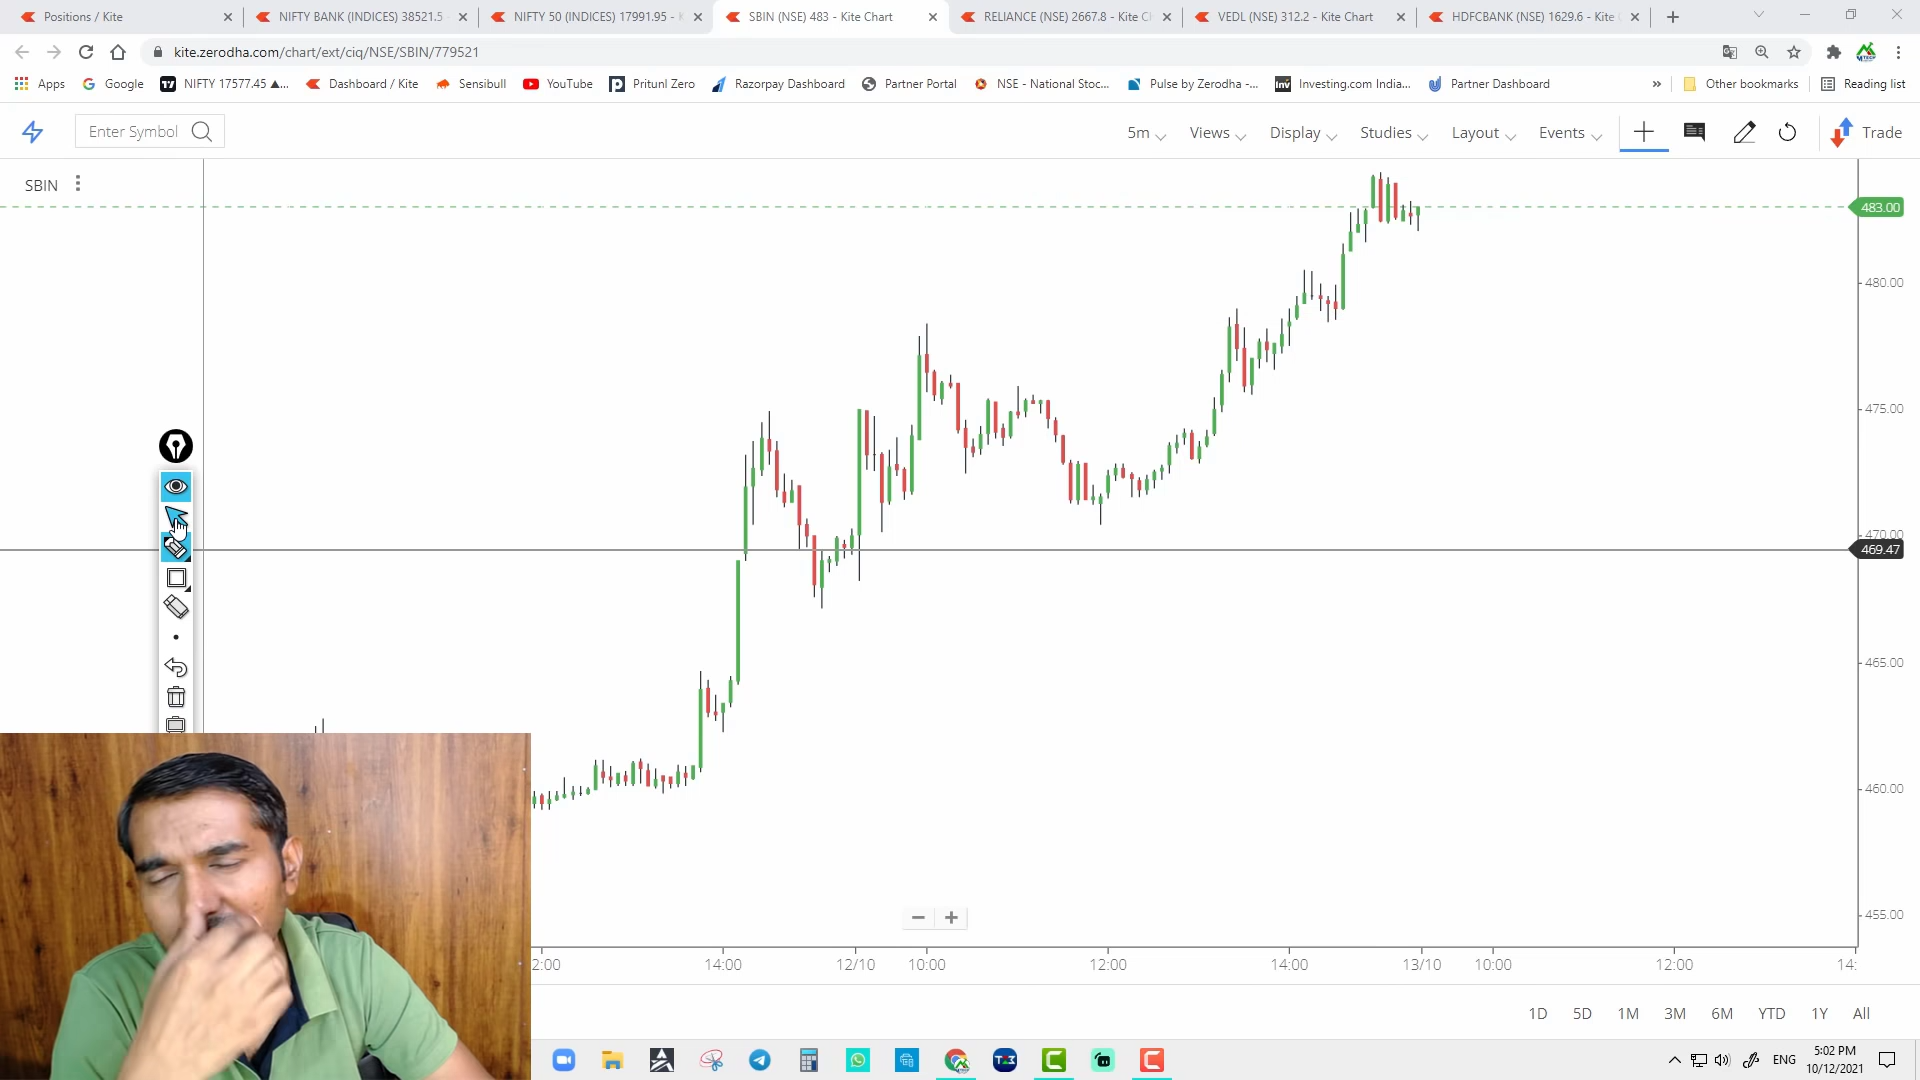 Positions / Kite
NIFTY BANK (INDICES) 38521.5
NIFTY 50 (INDICES) 17991.95 -
SBIN (NSE) 483 - Kite Chart
RELIANCE (NSE) 2667.8 - Kite C
VEDL (NSE) 312.2 - Kite Chart
HDFCBANK (NSE) 1629.6 - Kite
kite.zerodha.com/chart/ext/ciq/NSE/SBIN/779521
Apps
Google
NIFTY 17577.45 ▲...
Dashboard / Kite
Sensibull
YouTube
Pritunl Zero
Razorpay Dashboard
Partner Portal
NSE - National Stoc...
Pulse by Zerodha -...
Inv
Investing.com India...
Partner Dashboard
»
Other bookmarks
Reading list
Enter Symbol
5m
Views
Display
Studies
Layout
Events
Trade
SBIN
483.00
480.00
475.00
470.00
469.47
465.00
460.00
455.00
2:00
14:00
12/10
10:00
12:00
14:00
13/10
10:00
12:00
14:
1D
5D
1M
3M
6M
YTD
1Y
All
ENG
5:02 PM
10/12/2021